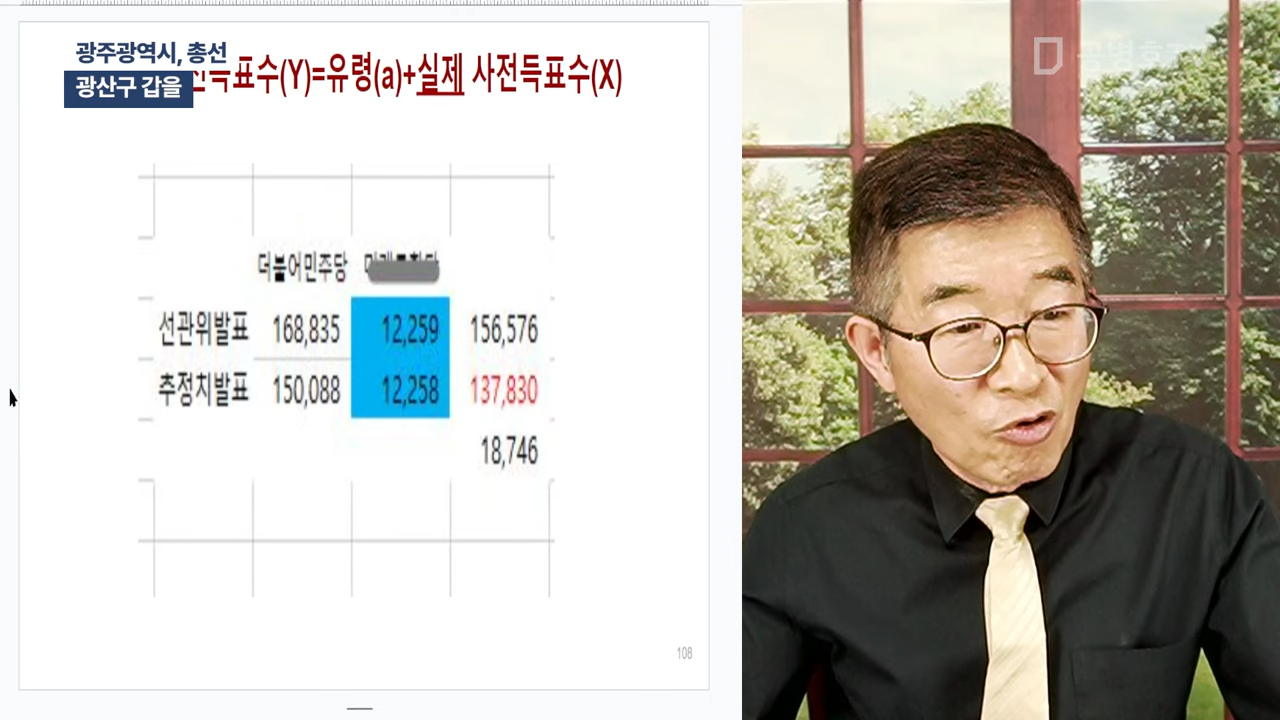 광주광역시, 총선
광산구 갑을
전득표수(Y)=유령(a)+실제 사전득표수(X)
더불어민주당
선관위발표 168,835 12,259 156,576
추정치발표 150,088 12,258 137,830
18,746
108